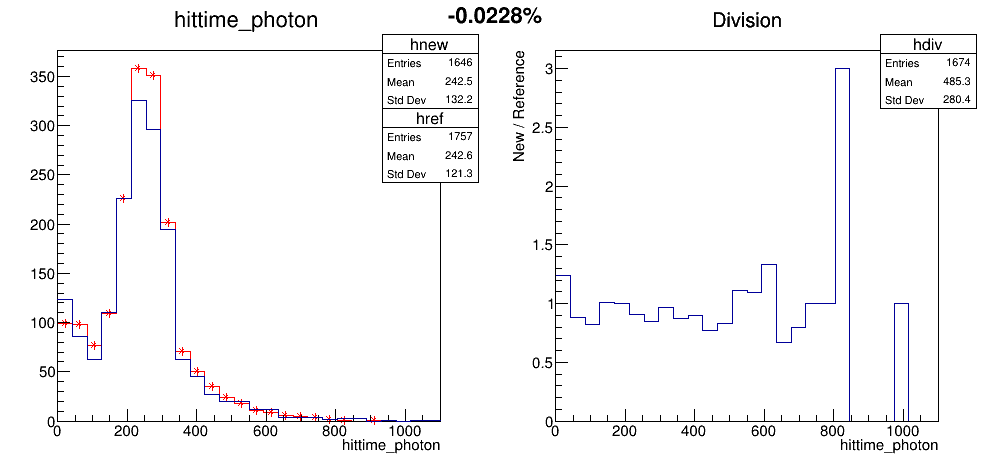 -0.0228%
hittime_photon
hnew
Entries 1646
Mean 242.5
Std Dev 132.2
href
Entries 1757
Mean 242.6
Std Dev 121.3
350
300
250
200
150
100
50
0
0 200 400 600 800 1000
hittime_photon
Division
hdiv
Entries 1674
Mean 485.3
Std Dev 280.4
New / Reference
3
2.5
2
1.5
1
0.5
0
0 200 400 600 800 1000
hittime_photon